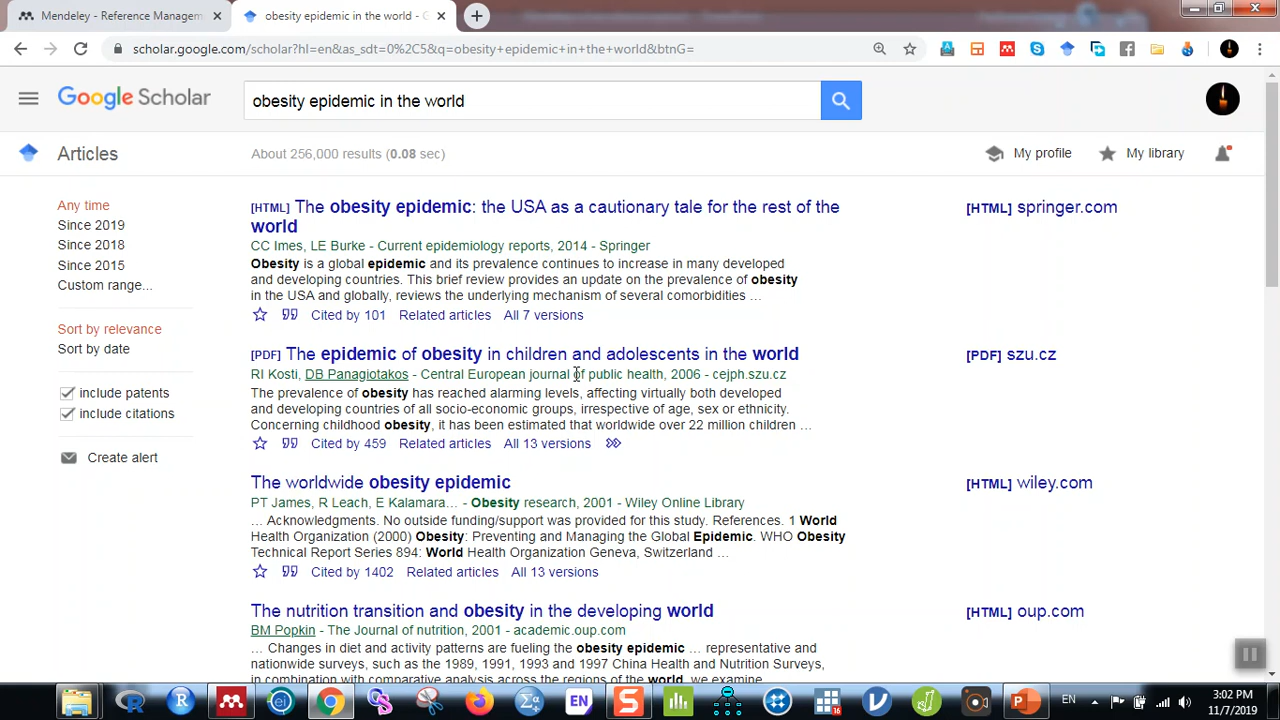 Mendeley - Reference Managem
obesity epidemic in the world - G
scholar.google.com/scholar?hl=en&as_sdt=0%2C5&q=obesity+epidemic+in+the+world&btnG=
Google Scholar
obesity epidemic in the world
Articles
About 256,000 results (0.08 sec)
My profile
My library
Any time
Since 2019
Since 2018
Since 2015
Custom range...
Sort by relevance
Sort by date
include patents
include citations
Create alert
[HTML] The obesity epidemic: the USA as a cautionary tale for the rest of the
world
CC Imes, LE Burke - Current epidemiology reports, 2014 - Springer
Obesity is a global epidemic and its prevalence continues to increase in many developed
and developing countries. This brief review provides an update on the prevalence of obesity
in the USA and globally, reviews the underlying mechanism of several comorbidities ...
Cited by 101 Related articles All 7 versions
[HTML] springer.com
[PDF] The epidemic of obesity in children and adolescents in the world
RI Kosti, DB Panagiotakos - Central European journal of public health, 2006 - cejph.szu.cz
The prevalence of obesity has reached alarming levels, affecting virtually both developed
and developing countries of all socio-economic groups, irrespective of age, sex or ethnicity.
Concerning childhood obesity, it has been estimated that worldwide over 22 million children ...
Cited by 459 Related articles All 13 versions
[PDF] szu.cz
The worldwide obesity epidemic
PT James, R Leach, E Kalamara... - Obesity research, 2001 - Wiley Online Library
... Acknowledgments. No outside funding/support was provided for this study. References. 1 World
Health Organization (2000) Obesity: Preventing and Managing the Global Epidemic. WHO Obesity
Technical Report Series 894: World Health Organization Geneva, Switzerland ...
Cited by 1402 Related articles All 13 versions
[HTML] wiley.com
The nutrition transition and obesity in the developing world
BM Popkin - The Journal of nutrition, 2001 - academic.oup.com
... Changes in diet and activity patterns are fueling the obesity epidemic ... representative and
nationwide surveys, such as the 1989, 1991, 1993 and 1997 China Health and Nutrition Surveys,
in combination with comparative analysis across the regions of the world, we examine
[HTML] oup.com
EN
EN
3:02 PM
11/7/2019